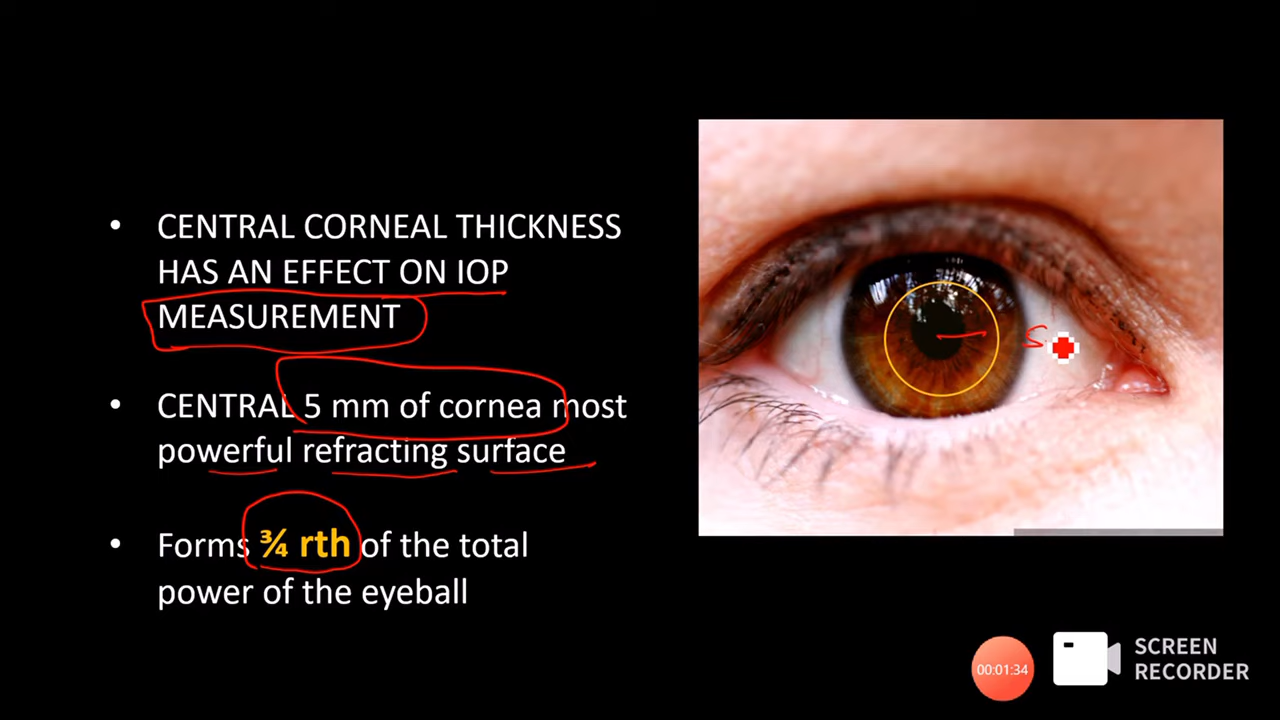 • CENTRAL CORNEAL THICKNESS
HAS AN EFFECT ON IOP
MEASUREMENT
• CENTRAL 5 mm of cornea most
powerful refracting surface
• Forms ¾ rth of the total
power of the eyeball
5
00:01:34
SCREEN
RECORDER